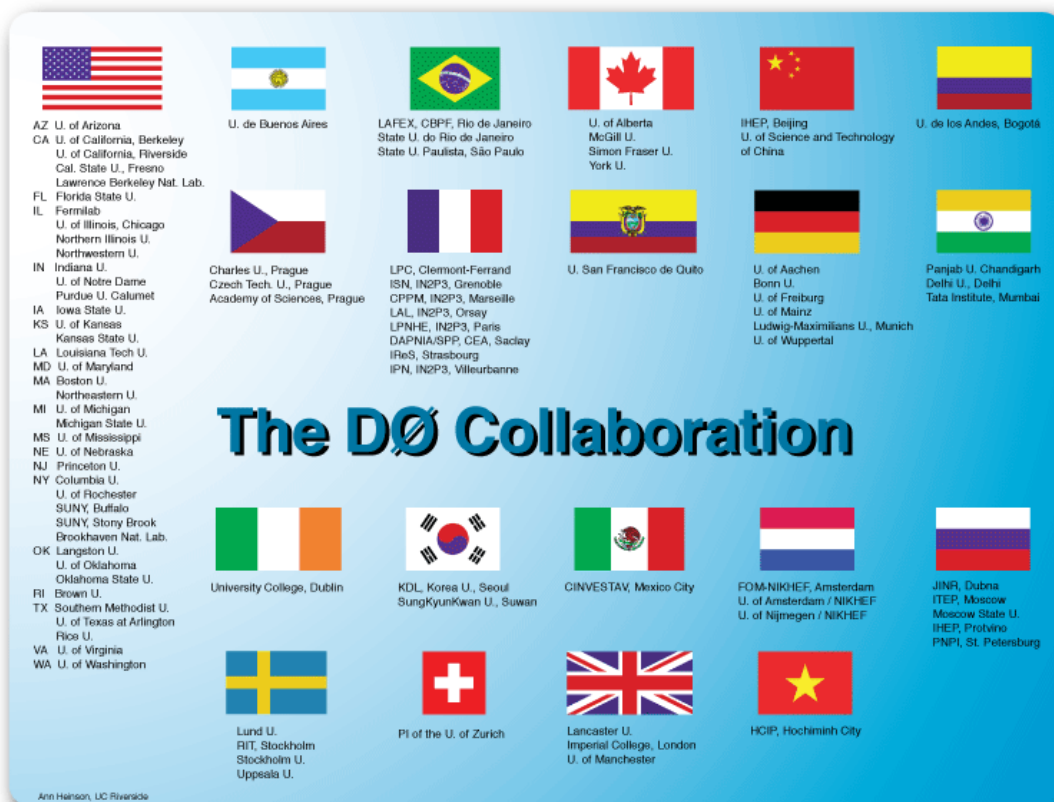 AZ U. of Arizona
CA U. of California, Berkeley
U. of California, Riverside
Cal. State U., Fresno
Lawrence Berkeley Nat. Lab.
FL Florida State U.
IL Fermilab
U. of Illinois, Chicago
Northern Illinois U.
Northwestern U.
IN Indiana U.
U. of Notre Dame
Purdue U. Calumet
IA Iowa State U.
KS U. of Kansas
Kansas State U.
LA Louisiana Tech U.
MD U. of Maryland
MA Boston U.
Northeastern U.
MI U. of Michigan
Michigan State U.
MS U. of Mississippi
NE U. of Nebraska
NJ Princeton U.
NY Columbia U.
U. of Rochester
SUNY, Buffalo
SUNY, Stony Brook
Brookhaven Nat. Lab.
OK Langston U.
U. of Oklahoma
Oklahoma State U.
RI Brown U.
TX Southern Methodist U.
U. of Texas at Arlington
Rice U.
VA U. of Virginia
WA U. of Washington
U. de Buenos Aires
LAFEX, CBPF, Rio de Janeiro
State U. do Rio de Janeiro
State U. Paulista, São Paulo
U. of Alberta
McGill U.
Simon Fraser U.
York U.
IHEP, Beijing
U. of Science and Technology
of China
U. de los Andes, Bogotá
Charles U., Prague
Czech Tech. U., Prague
Academy of Sciences, Prague
LPC, Clermont-Ferrand
ISN, IN2P3, Grenoble
CPPM, IN2P3, Marseille
LAL, IN2P3, Orsay
LPNHE, IN2P3, Paris
DAPNIA/SPP, CEA, Saclay
IReS, Strasbourg
IPN, IN2P3, Villeurbanne
U. San Francisco de Quito
U. of Aachen
Bonn U.
U. of Freiburg
U. of Mainz
Ludwig-Maximilians U., Munich
U. of Wuppertal
Panjab U. Chandigarh
Delhi U., Delhi
Tata Institute, Mumbai
The DØ Collaboration
University College, Dublin
KDL, Korea U., Seoul
SungKyunKwan U., Suwan
CINVESTAV, Mexico City
FOM-NIKHEF, Amsterdam
U. of Amsterdam / NIKHEF
U. of Nijmegen / NIKHEF
JINR, Dubna
ITEP, Moscow
Moscow State U.
IHEP, Protvino
PNPI, St. Petersburg
Lund U.
RIT, Stockholm
Stockholm U.
Uppsala U.
PI of the U. of Zurich
Lancaster U.
Imperial College, London
U. of Manchester
HCIP, Hochiminh City
Ann Heinson, UC Riverside